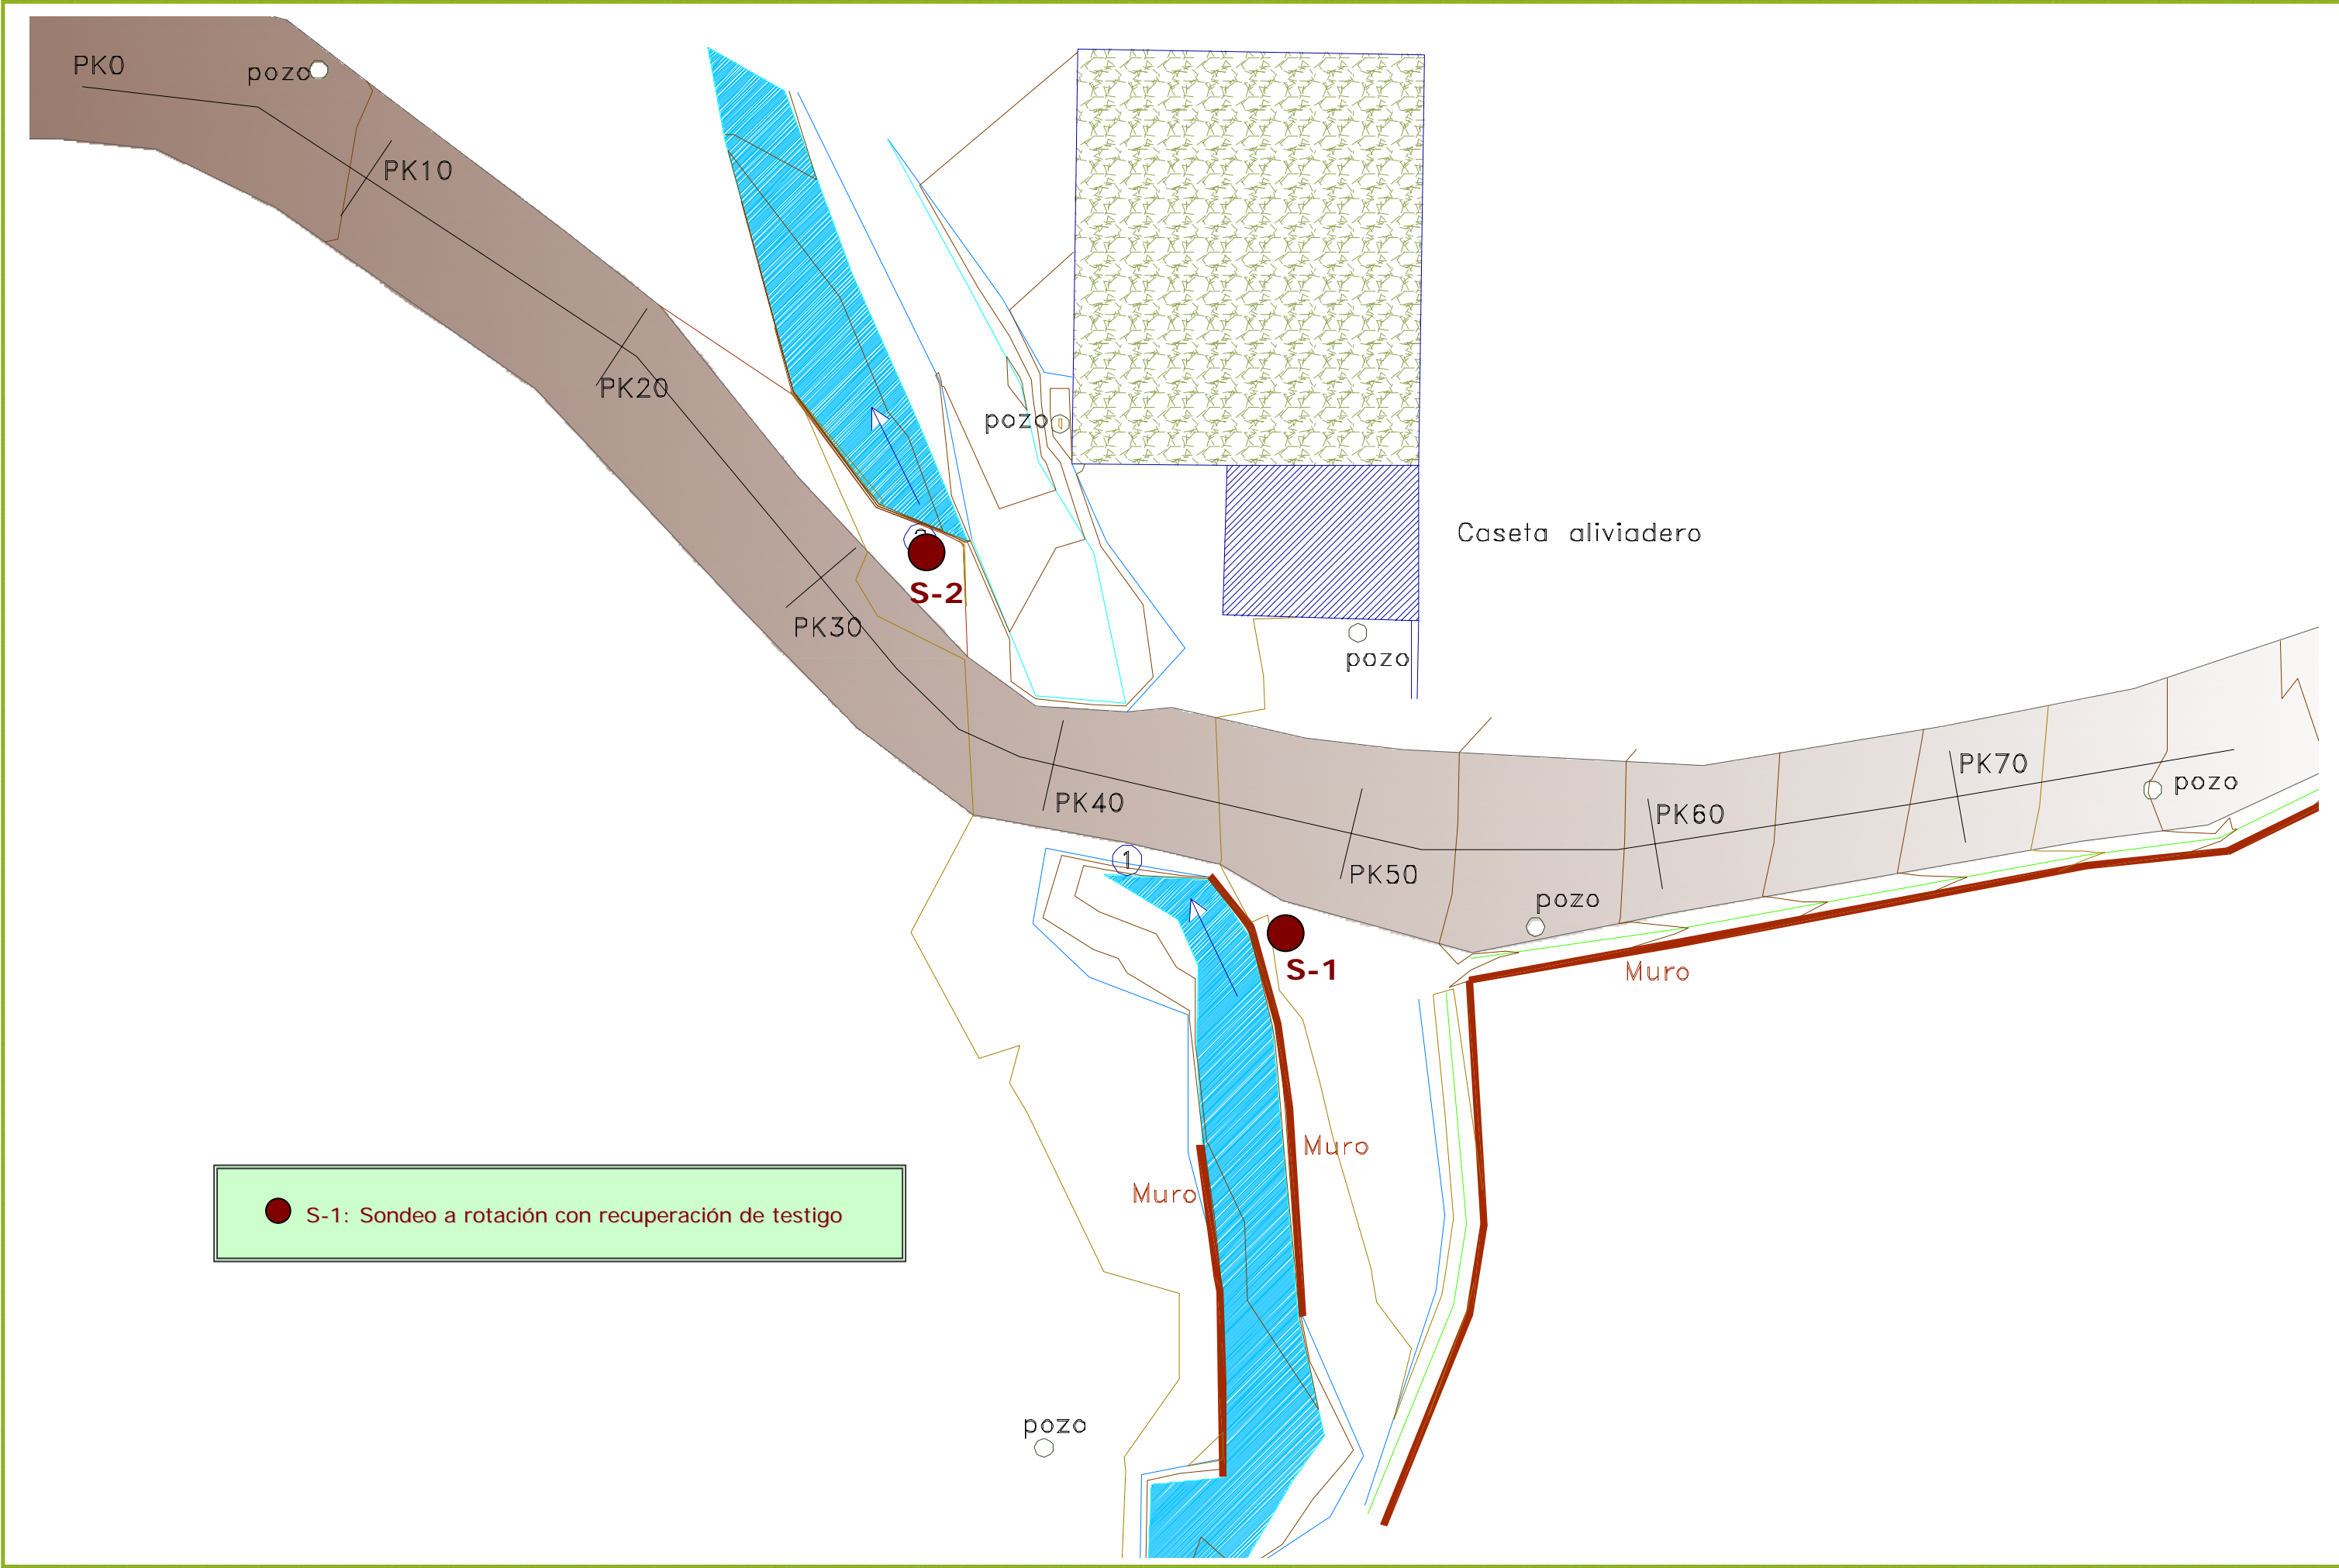 PK0
pozo
PK10
PK20
pozo
Caseta aliviadero
S-2
PK30
pozo
PK40
PK70
pozo
PK60
1
PK50
pozo
S-1
Muro
Muro
Muro
S-1: Sondeo a rotación con recuperación de testigo
pozo